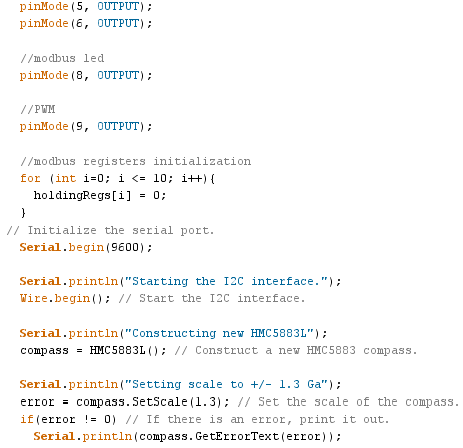 pinMode(5, OUTPUT);
pinMode(6, OUTPUT);
//modbus led
pinMode(8, OUTPUT);
//PWM
pinMode(9, OUTPUT);
//modbus registers initialization
for (int i=0; i <= 10; i++){
holdingRegs[i] = 0;
}
// Initialize the serial port.
Serial.begin(9600);
Serial.println("Starting the I2C interface.");
Wire.begin(); // Start the I2C interface.
Serial.println("Constructing new HMC5883L");
compass = HMC5883L(); // Construct a new HMC5883 compass.
Serial.println("Setting scale to +/- 1.3 Ga");
error = compass.SetScale(1.3); // Set the scale of the compass.
if(error != 0) // If there is an error, print it out.
Serial.println(compass.GetErrorText(error));